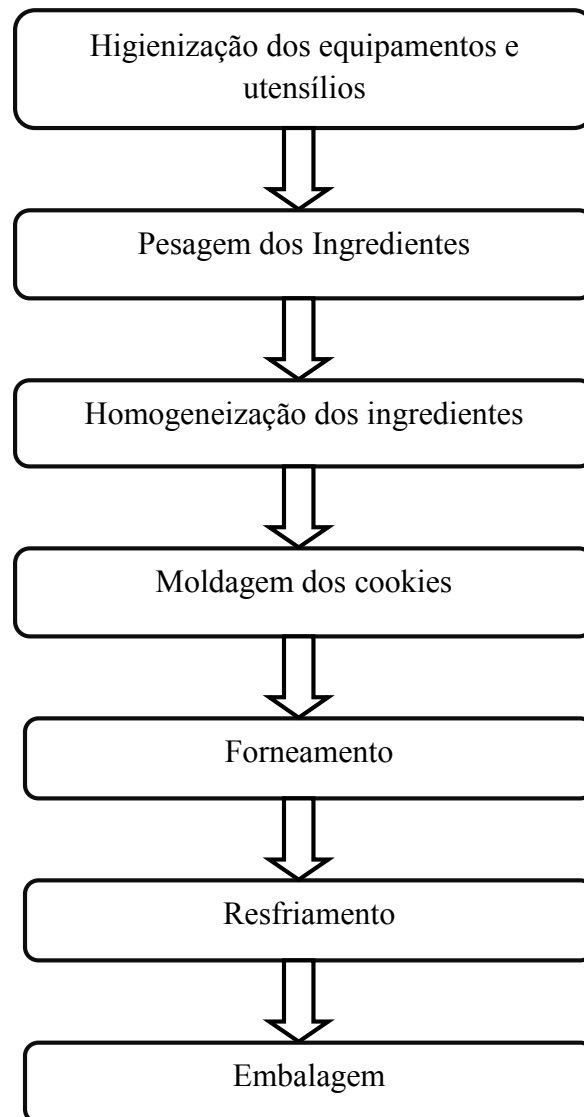 Higienização dos equipamentos e
utensílios
Pesagem dos Ingredientes
Homogeneização dos ingredientes
Moldagem dos cookies
Forneamento
Resfriamento
Embalagem